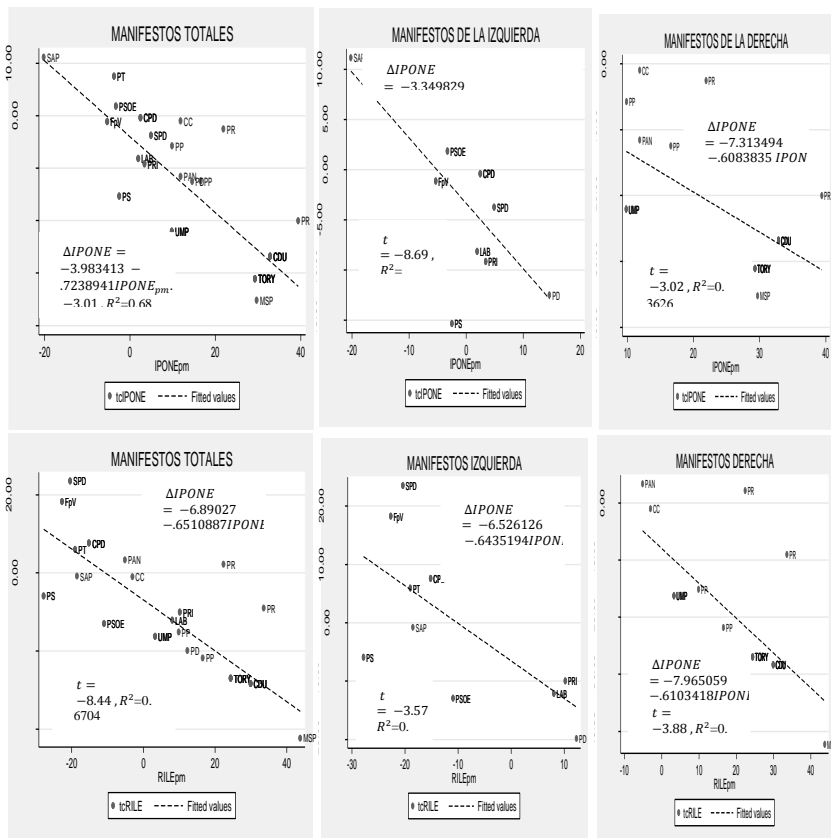 MANIFESTOS TOTALES
10.00
0.00
SAP
PT
PSOE
FpV
CPD
CC
PR
SPD
PP
LAB
PRI
PAN
PP
PS
UMP
PR
CDU
TORY
MSP
ΔIPONE =
−3.983413 −
.7238941IPONEpm.
−3.01, R²=0.68
-20 0 20 40
IPONEpm
tcIPONE Fitted values
MANIFESTOS DE LA IZQUIERDA
10.00
5.00
0.00
-5.00
PSOE
CPD
FpV
SPD
LAB
PRI
PD
PS
ΔIPONE
= −3.349829
t
= −8.69 ,
R²=
-20 -10 0 10 20
IPONEpm
tcIPONE Fitted values
MANIFESTOS DE LA DERECHA
0.00
CC
PR
PP
PAN
PP
PR
UMP
CDU
TORY
MSP
ΔIPONE
= −7.313494
−.6083835 IPON
t =
−3.02 , R²=0.
3626
10 20 30 40
IPONEpm
tcIPONE Fitted values
MANIFESTOS TOTALES
20.00
0.00
SPD
FpV
CPD
PT
PAN
SAP
CC
PR
PS
PR
PRI
LAB
PSOE
PP
UMP
PD
PP
TORY
CDU
MSP
ΔIPONE
= −6.89027
−.6510887IPONE
t =
−8.44 , R²=0.
6704
-20 0 20 40
RILEpm
tcRILE Fitted values
MANIFESTOS IZQUIERDA
20.00
10.00
0.00
SPD
FpV
CP
PT
SAP
PS
PSOE
PRI
LAB
PD
ΔIPONE
= −6.526126
−.6435194IPON.
t
= −3.57
R²=0.
-30 -20 -10 0 10
RILEpm
tcRILE Fitted values
MANIFESTOS DERECHA
0.00
PAN
PR
CC
PR
PP
UMP
PP
TORY
CDU
ΔIPONE
= −7.965059
−.6103418IPONI
t =
−3.88 , R²=0.
-10 0 10 20 30 40
RILEpm
tcRILE Fitted values